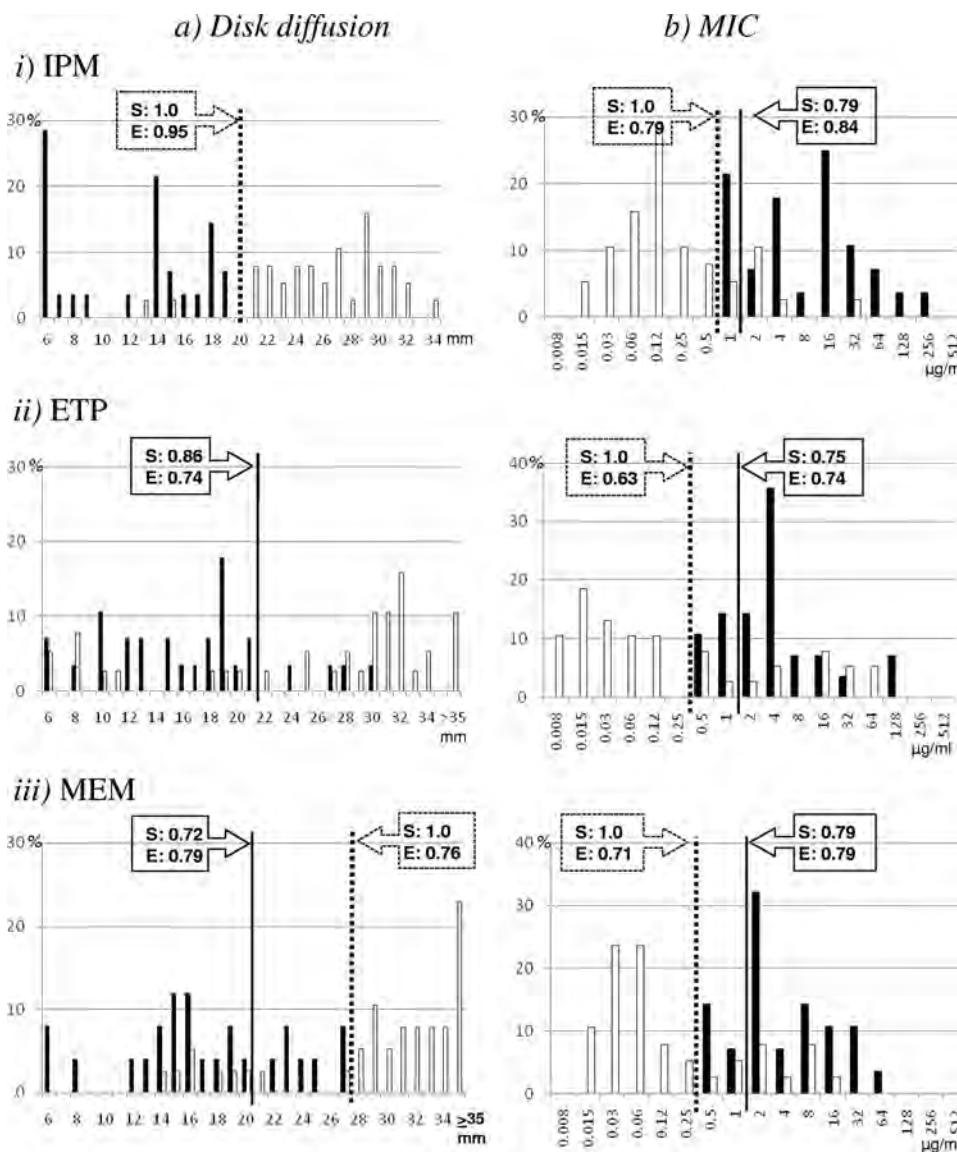 a) Disk diffusion
b) MIC
i) IPM
S: 1.0
E: 0.95
30%
20
10
0
6 8 10 12 14 16 18 20 22 24 26 28 30 32 34 mm
S: 1.0
E: 0.79
S: 0.79
E: 0.84
30%
20
10
0
0.008 0.015 0.03 0.06 0.12 0.25 0.5 1 2 4 8 16 32 64 128 256 512
µg/ml
ii) ETP
S: 0.86
E: 0.74
30%
20
10
0
6 8 10 12 14 16 18 20 22 24 26 28 30 32 34 >35
mm
S: 1.0
E: 0.63
S: 0.75
E: 0.74
40%
30
20
10
0
0.008 0.015 0.03 0.06 0.12 0.25 0.5 1 2 4 8 16 32 64 128 256 512
µg/ml
iii) MEM
S: 0.72
E: 0.79
S: 1.0
E: 0.76
30%
20
10
0
6 8 10 12 14 16 18 20 22 24 26 28 30 32 34 ≥35
mm
S: 1.0
E: 0.71
S: 0.79
E: 0.79
40%
30
20
10
0
0.008 0.015 0.03 0.06 0.12 0.25 0.5 1 2 4 8 16 32 64 128 256 512
µg/ml